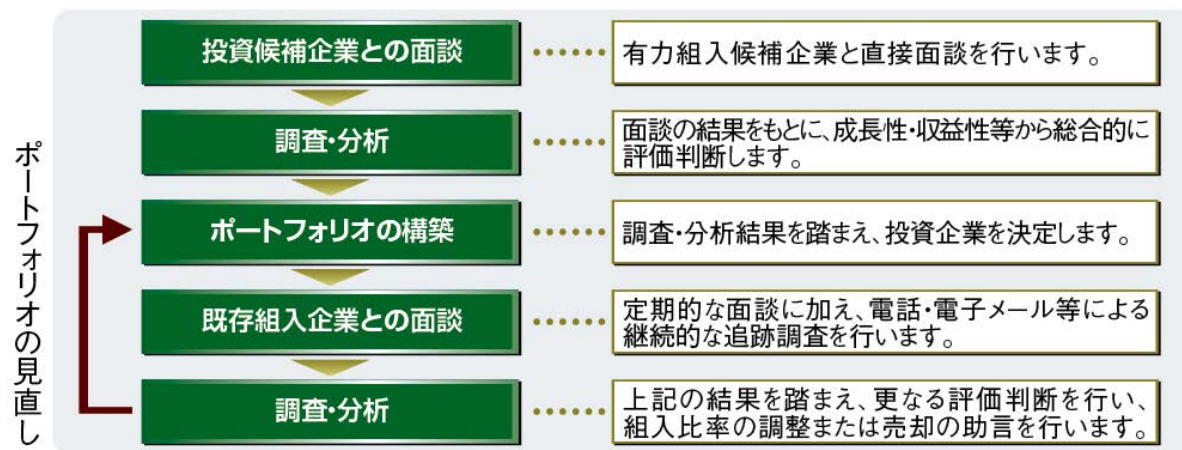 投資候補企業との面談
有力組入候補企業と直接面談を行います。
調査・分析
面談の結果をもとに、成長性・収益性等から総合的に
評価判断します。
ポートフォリオの構築
調査・分析結果を踏まえ、投資企業を決定します。
既存組入企業との面談
定期的な面談に加え、電話・電子メール等による
継続的な追跡調査を行います。
調査・分析
上記の結果を踏まえ、更なる評価判断を行い、
組入比率の調整または売却の助言を行います。
ポートフォリオの見直し